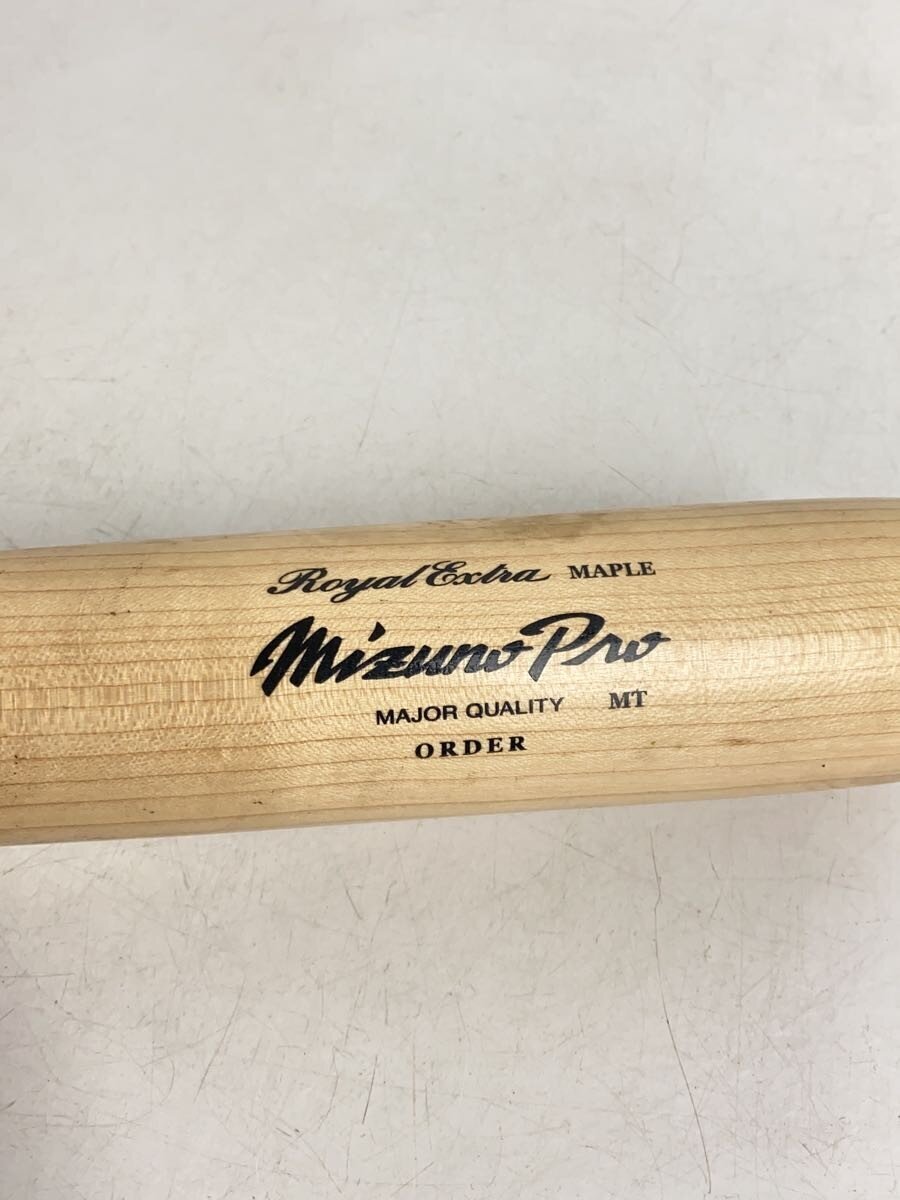 Royal Extra MAPLE
Mizuno Pro
MAJOR QUALITY MT
ORDER